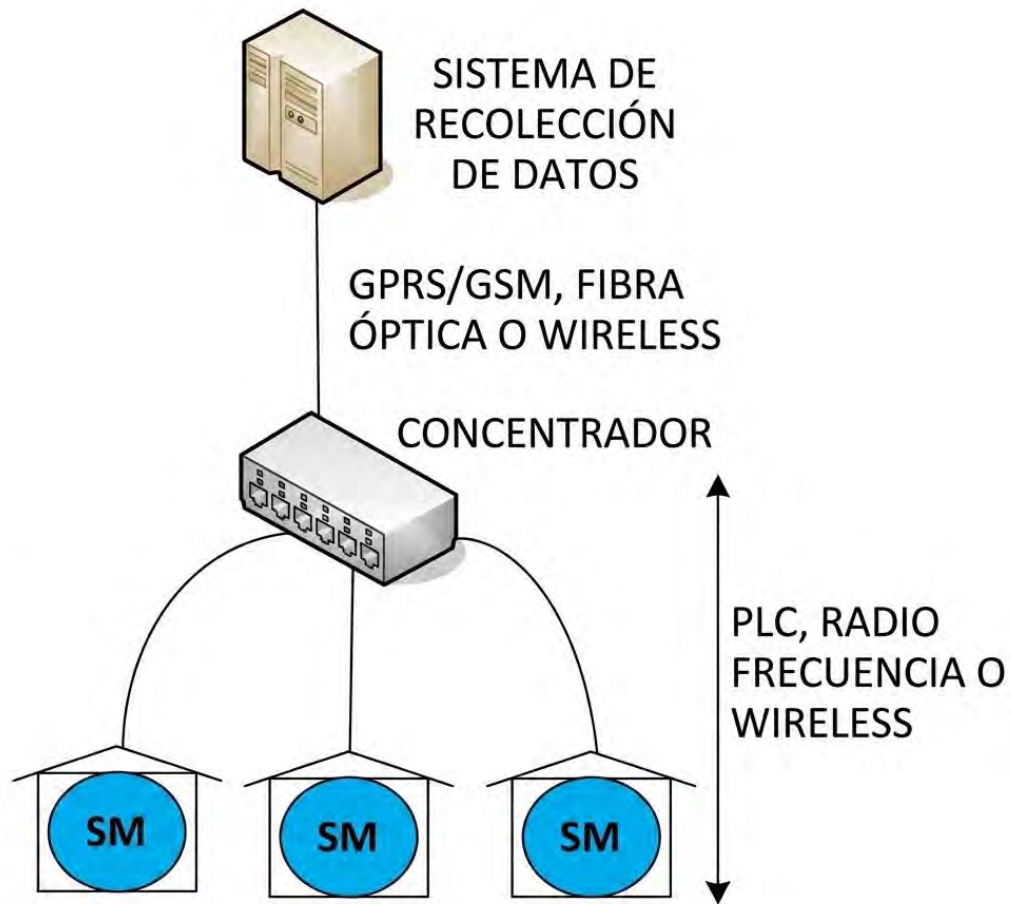 SISTEMA DE
RECOLECCIÓN
DE DATOS
GPRS/GSM, FIBRA
ÓPTICA O WIRELESS
CONCENTRADOR
PLC, RADIO
FRECUENCIA O
WIRELESS
SM
SM
SM